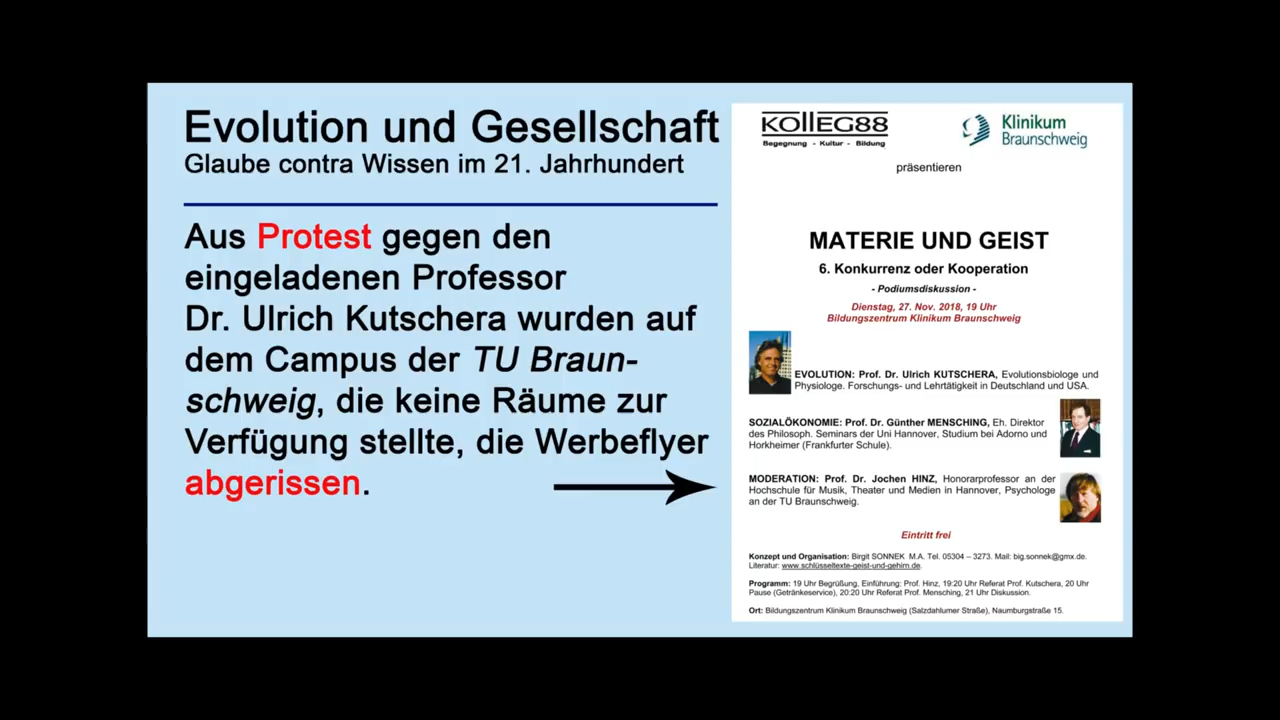 Evolution und Gesellschaft
Glaube contra Wissen im 21. Jahrhundert
Aus Protest gegen den
eingeladenen Professor
Dr. Ulrich Kutschera wurden auf
dem Campus der TU Braun-
schweig, die keine Räume zur
Verfügung stellte, die Werbeflyer
abgerissen.
KOllEG88
Begegnung - Kultur - Bildung
Klinikum
Braunschweig
präsentieren
MATERIE UND GEIST
6. Konkurrenz oder Kooperation
- Podiumsdiskussion -
Dienstag, 27. Nov. 2018, 19 Uhr
Bildungszentrum Klinikum Braunschweig
EVOLUTION: Prof. Dr. Ulrich KUTSCHERA, Evolutionsbiologe und
Physiologe. Forschungs- und Lehrtätigkeit in Deutschland und USA.
SOZIALÖKONOMIE: Prof. Dr. Günther MENSCHING, Eh. Direktor
des Philosoph. Seminars der Uni Hannover, Studium bei Adorno und
Horkheimer (Frankfurter Schule).
MODERATION: Prof. Dr. Jochen HINZ, Honorarprofessor an der
Hochschule für Musik, Theater und Medien in Hannover, Psychologe
an der TU Braunschweig.
Eintritt frei
Konzept und Organisation: Birgit SONNEK M.A. Tel. 05304 – 3273. Mail: big.sonnek@gmx.de.
Literatur: www.schlüsseltexte-geist-und-gehirn.de.
Programm: 19 Uhr Begrüßung, Einführung: Prof. Hinz, 19:20 Uhr Referat Prof. Kutschera, 20 Uhr
Pause (Getränkeservice), 20:20 Uhr Referat Prof. Mensching, 21 Uhr Diskussion.
Ort: Bildungszentrum Klinikum Braunschweig (Salzdahlumer Straße), Naumburgstraße 15.